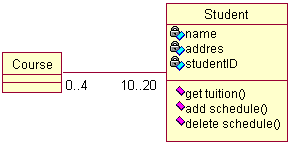 Student
name
addres
studentID
Course
0..4
10..20
get tuition()
add schedule()
delete schedule()